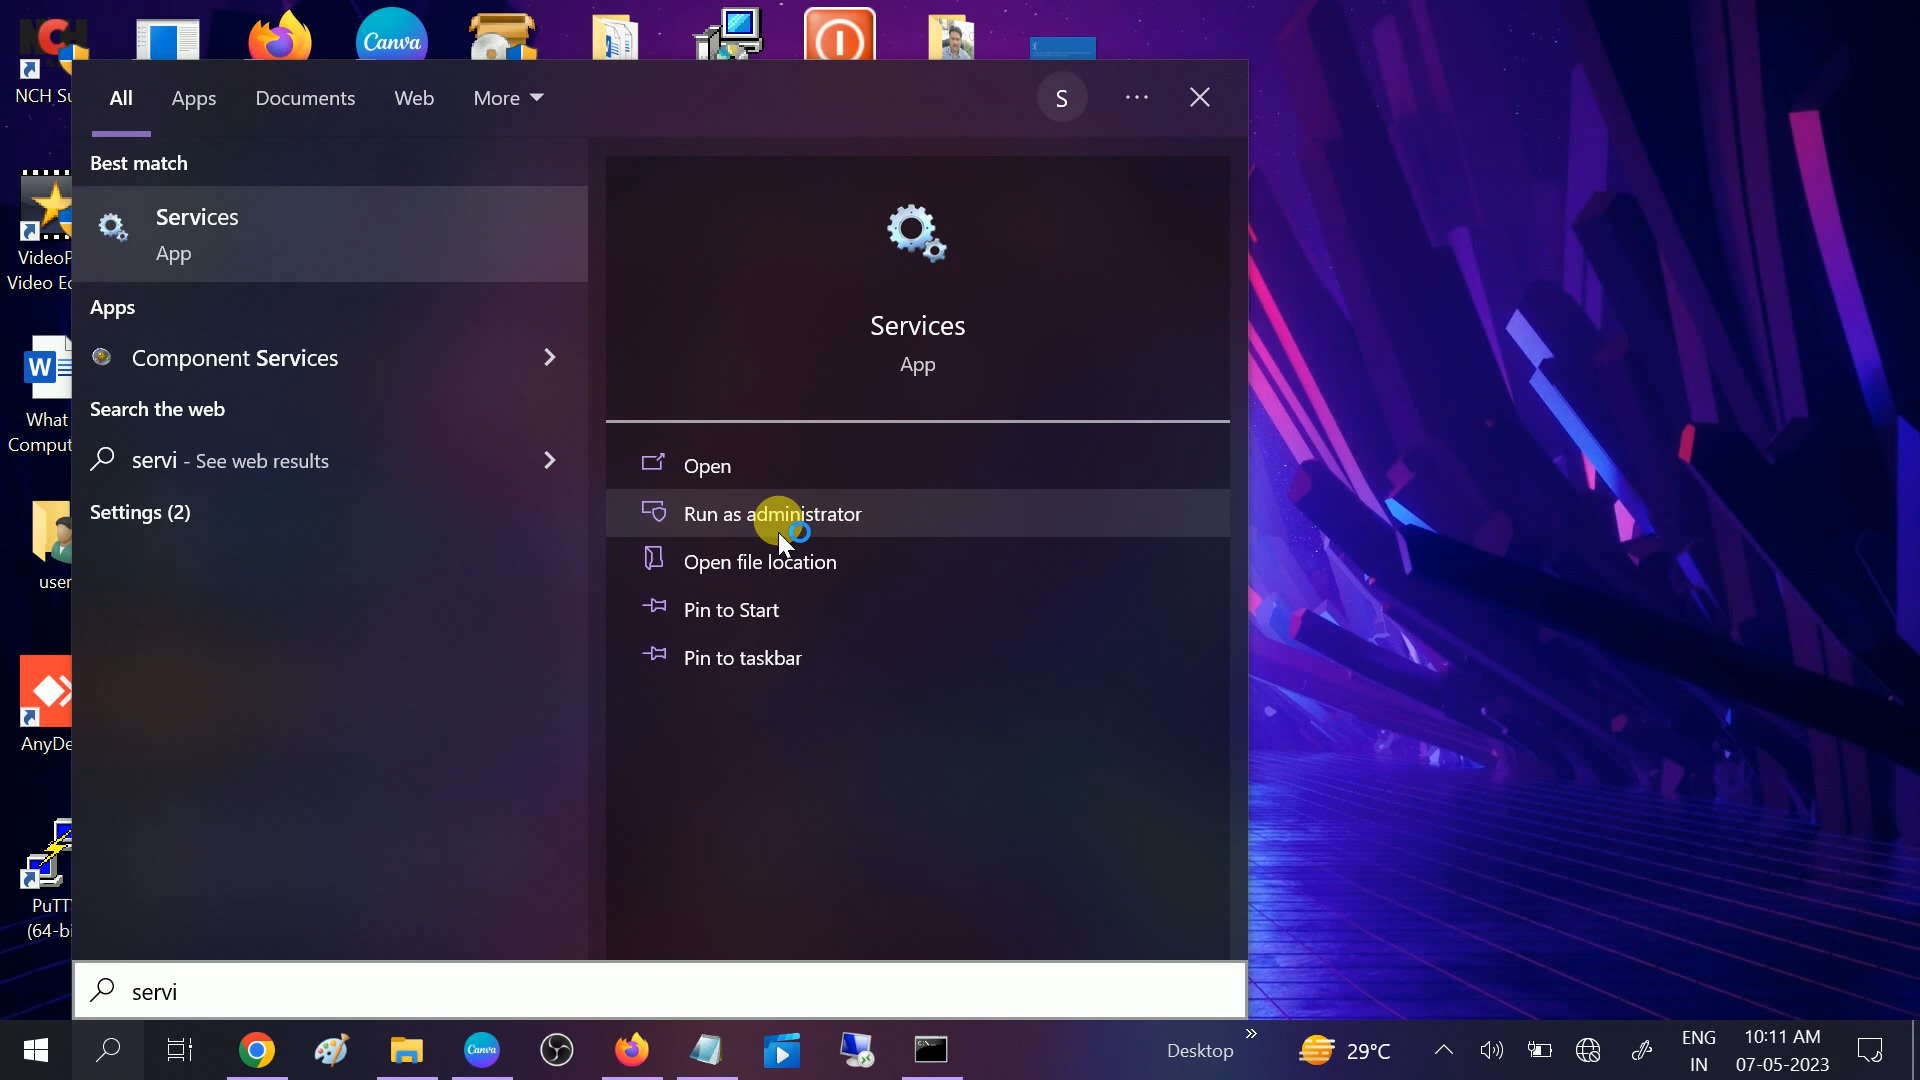 NCH Su
Canva
All
Apps
Documents
Web
More
S
Best match
Services
App
Apps
Component Services
Search the web
servi - See web results
Settings (2)
Services
App
Open
Run as administrator
Open file location
Pin to Start
Pin to taskbar
VideoP
Video Ed
W
What
Comput
user
AnyDe
PuTT
(64-bi
servi
Canva
Desktop
29°C
ENG
IN
10:11 AM
07-05-2023